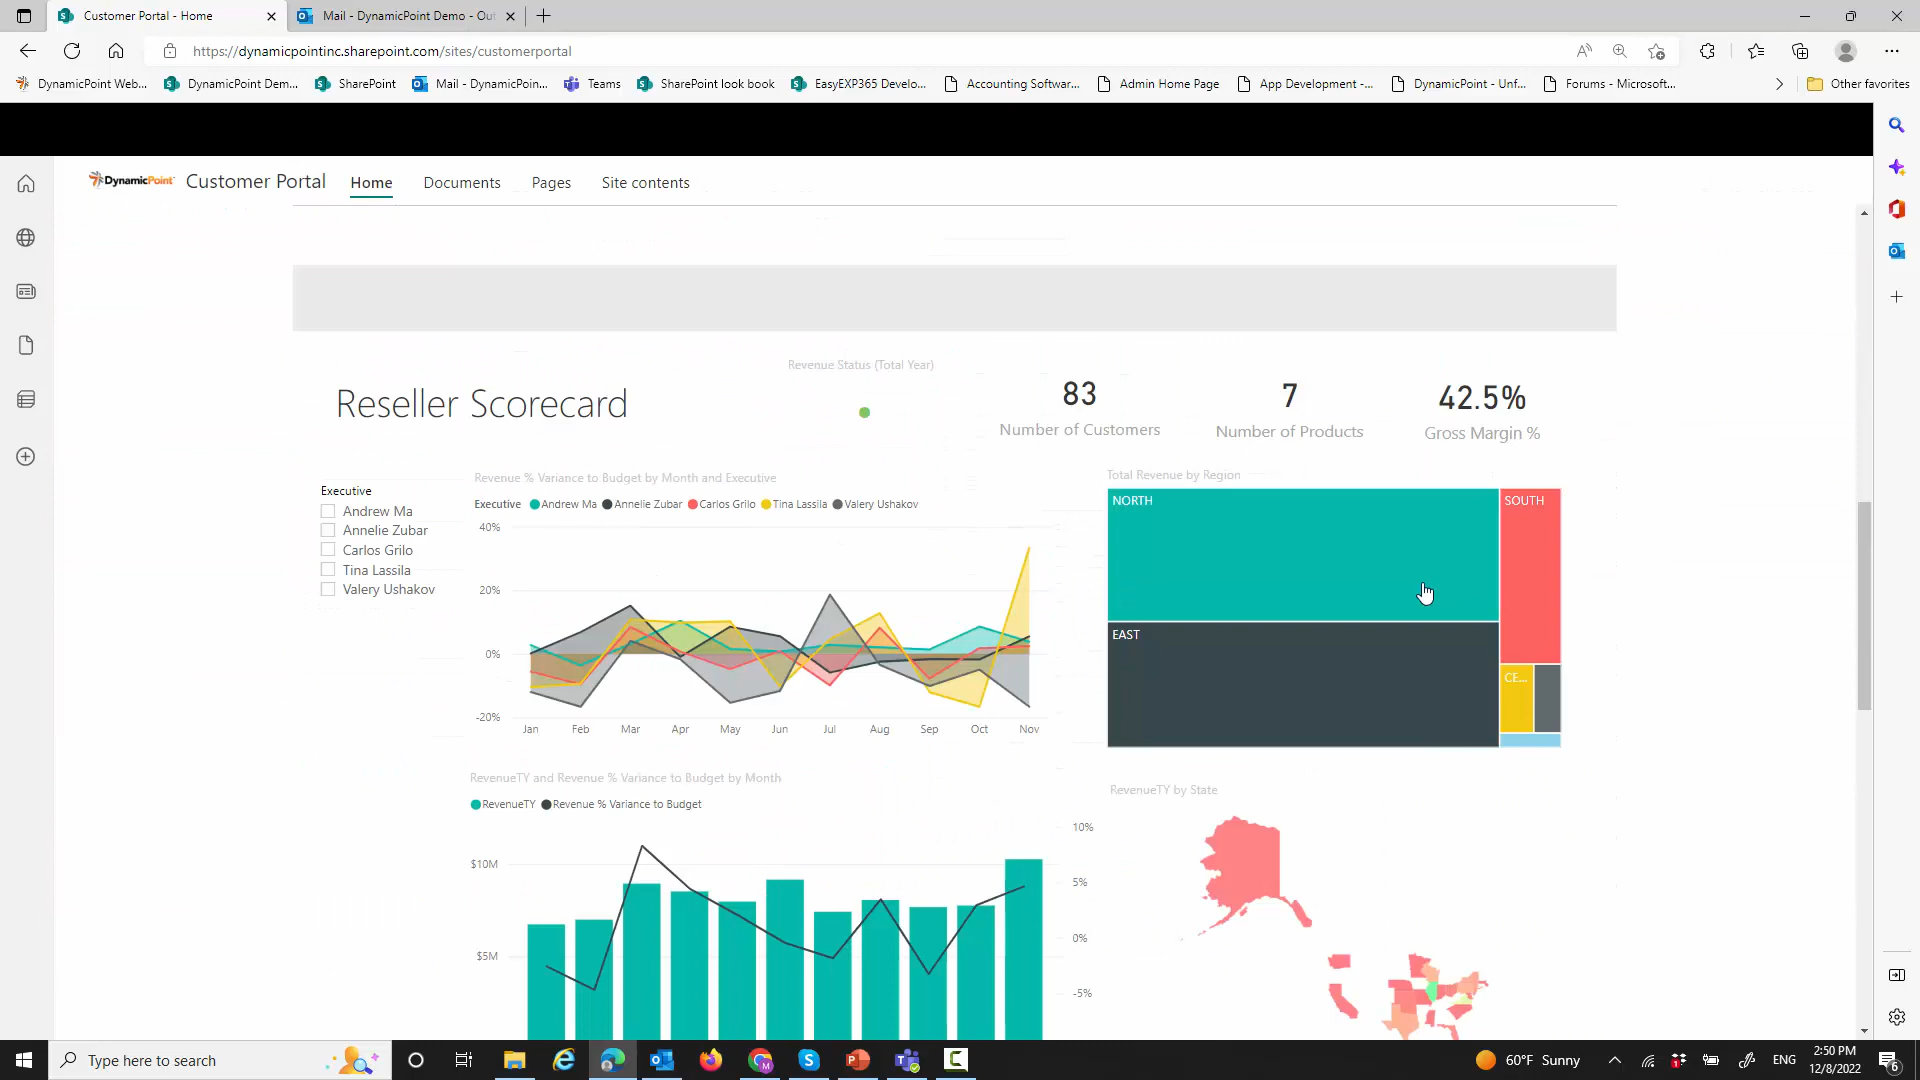 Customer Portal - Home
Mail - DynamicPoint Demo - Out
https://dynamicpointinc.sharepoint.com/sites/customerportal
DynamicPoint Web... DynamicPoint Dem... SharePoint Mail - DynamicPoin... Teams SharePoint look book EasyEXP365 Develo... Accounting Softwar... Admin Home Page App Development -... DynamicPoint - Unf... Forums - Microsoft... Other favorites
DynamicPoint Customer Portal Home Documents Pages Site contents
Revenue Status (Total Year)
Reseller Scorecard
83
Number of Customers
7
Number of Products
42.5%
Gross Margin %
Executive
Andrew Ma
Annelie Zubar
Carlos Grilo
Tina Lassila
Valery Ushakov
Revenue % Variance to Budget by Month and Executive
Executive Andrew Ma Annelie Zubar Carlos Grilo Tina Lassila Valery Ushakov
40%
20%
0%
-20%
Jan Feb Mar Apr May Jun Jul Aug Sep Oct Nov
Total Revenue by Region
NORTH
SOUTH
EAST
CE...
RevenueTY and Revenue % Variance to Budget by Month
RevenueTY Revenue % Variance to Budget
$10M
$5M
10%
5%
0%
-5%
RevenueTY by State
Type here to search
60°F Sunny
ENG
2:50 PM
12/8/2022
6